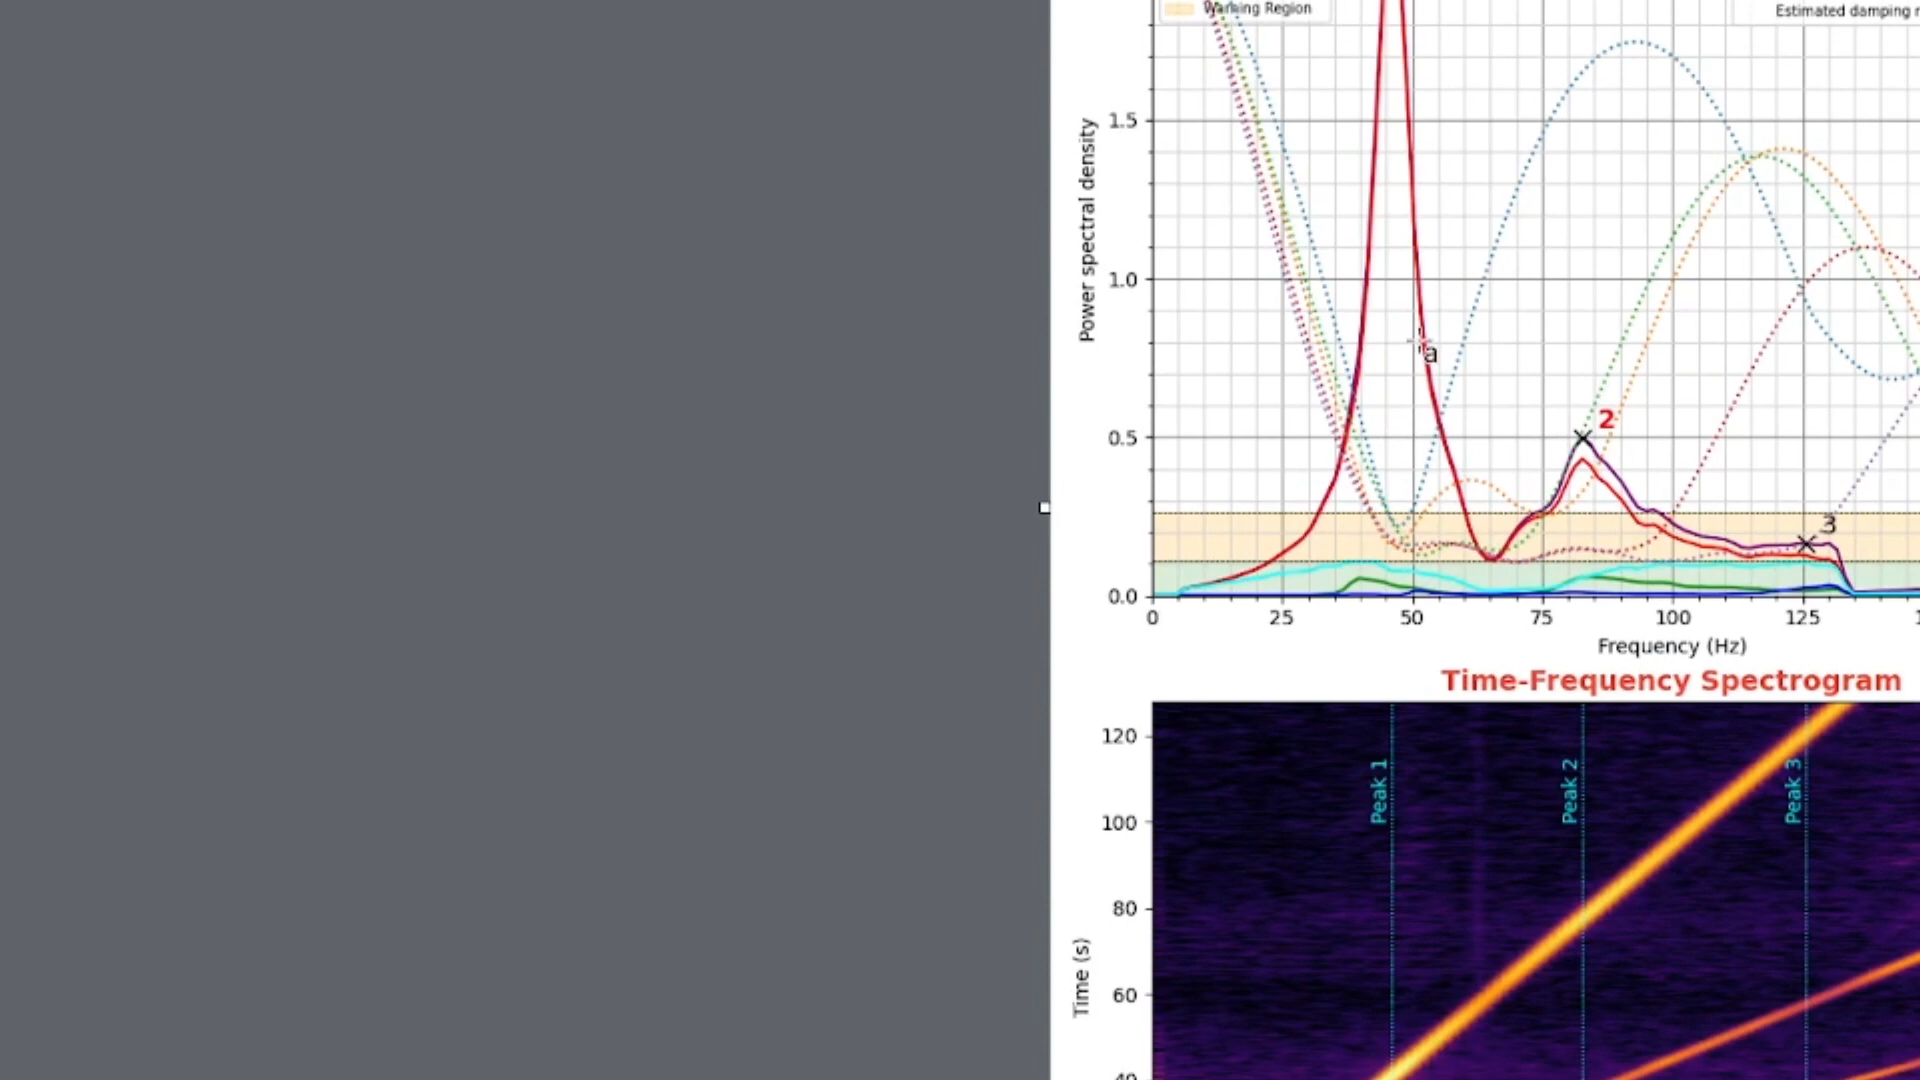 Warning Region
Estimated damping
Power spectral density
1.5
1.0
0.5
0.0
a
2
3
0
25
50
75
100
125
Frequency (Hz)
Time-Frequency Spectrogram
Time (s)
120
100
80
60
40
Peak 1
Peak 2
Peak 3